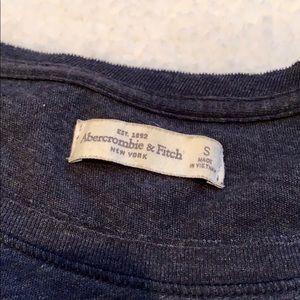 EST. 1892
Abercrombie & Fitch
NEW YORK
S
MADE
IN VIETNAM